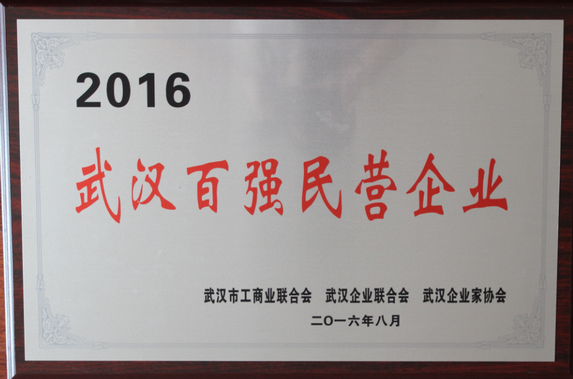 2016
武汉百强民营企业
武汉市工商业联合会 武汉企业联合会 武汉企业家协会
二〇一六年八月